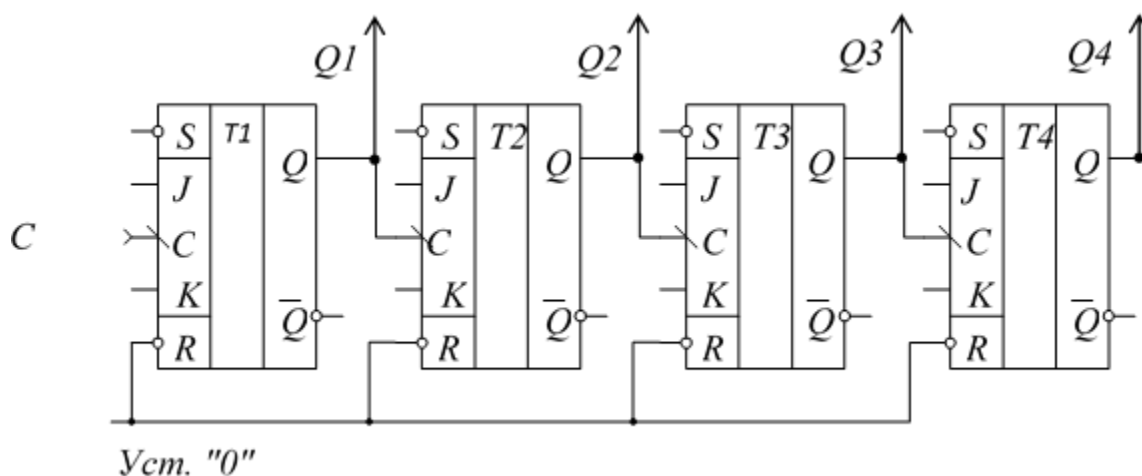 Q1 Q2 Q3 Q4
S T1 S T2 S T3 S T4
Q Q Q Q
J J J J
C C C C C
K K K K
Q̅ Q̅ Q̅ Q̅
R R R R
Уст. "0"